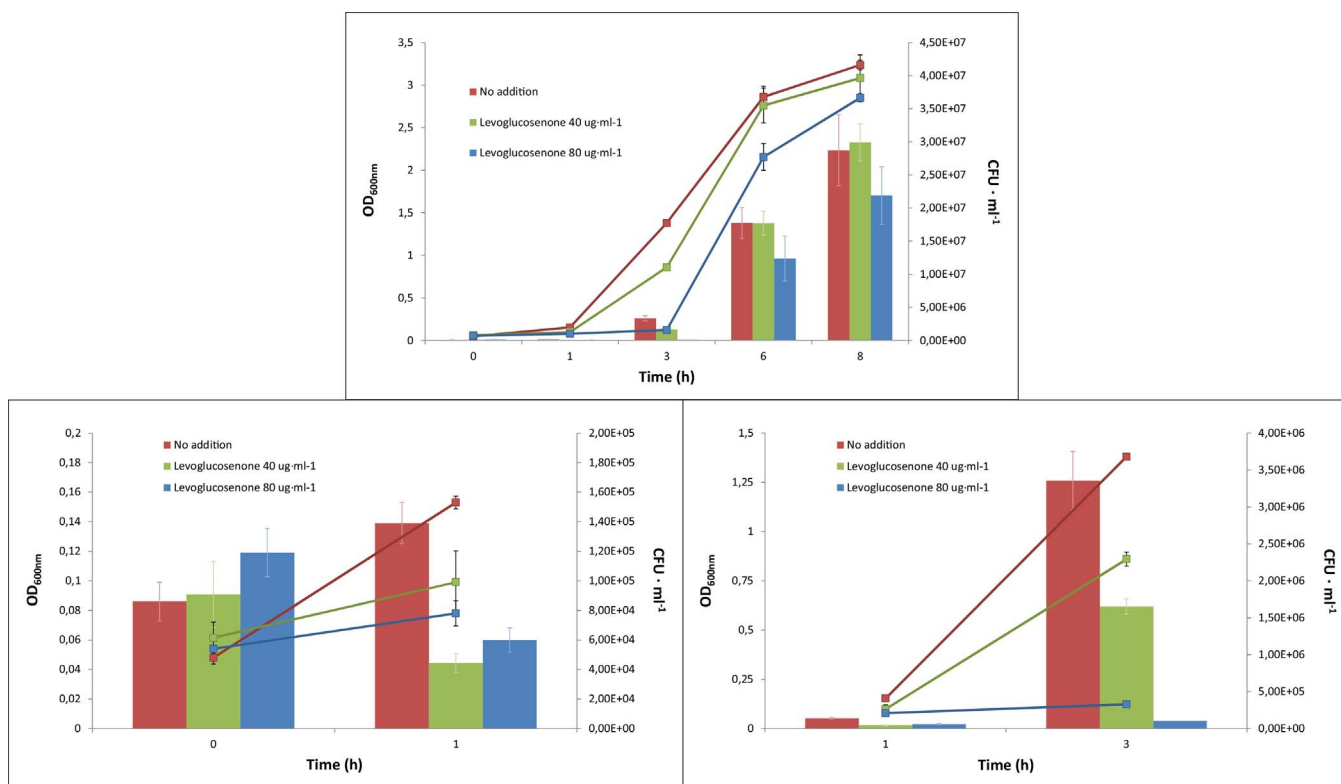 3,5
3
2,5
2
1,5
1
0,5
0
OD600nm
No addition
Levoglucosenone 40 ug·ml-1
Levoglucosenone 80 ug·ml-1
4,50E+07
4,00E+07
3,50E+07
3,00E+07
2,50E+07
2,00E+07
1,50E+07
1,00E+07
5,00E+06
0,00E+00
CFU · ml-1
0 1 3 6 8
Time (h)
0,2
0,18
0,16
0,14
0,12
0,1
0,08
0,06
0,04
0,02
0
OD600nm
No addition
Levoglucosenone 40 ug·ml-1
Levoglucosenone 80 ug·ml-1
2,00E+05
1,80E+05
1,60E+05
1,40E+05
1,20E+05
1,00E+05
8,00E+04
6,00E+04
4,00E+04
2,00E+04
0,00E+00
CFU · ml-1
0 1
Time (h)
1,5
1,25
1
0,75
0,5
0,25
0
OD600nm
No addition
Levoglucosenone 40 ug·ml-1
Levoglucosenone 80 ug·ml-1
4,00E+06
3,50E+06
3,00E+06
2,50E+06
2,00E+06
1,50E+06
1,00E+06
5,00E+05
0,00E+00
CFU · ml-1
1 3
Time (h)